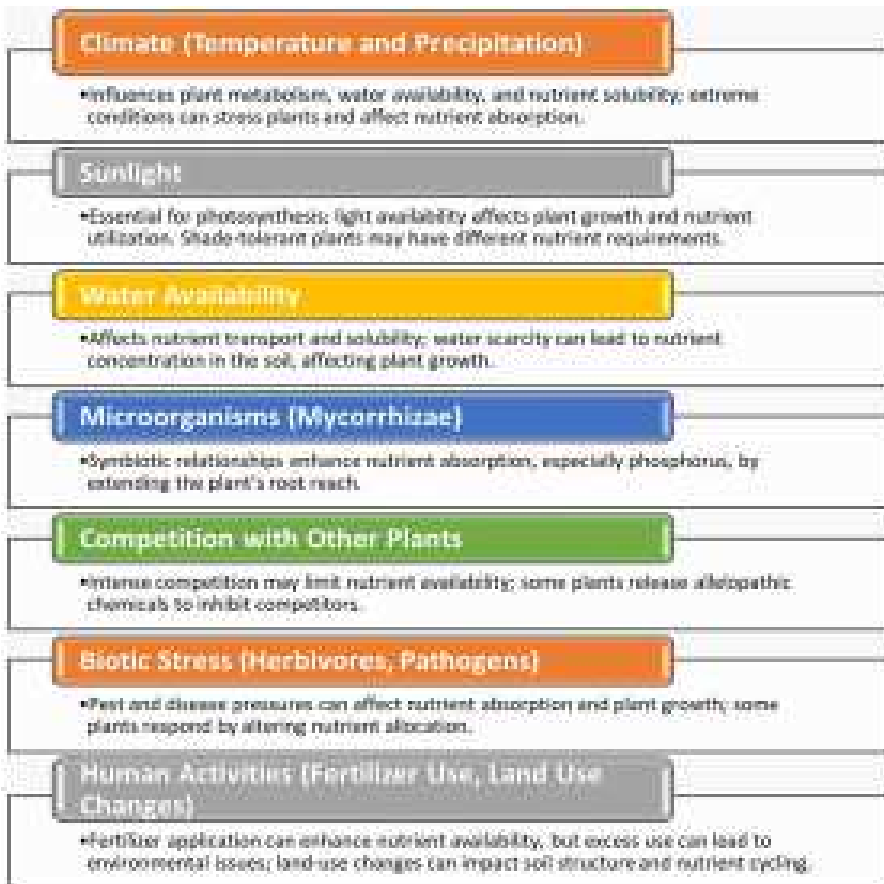 Climate (Temperature and Precipitation)
•Influences plant metabolism, water availability, and nutrient solubility; extreme
conditions can stress plants and affect nutrient absorption.
Sunlight
•Essential for photosynthesis; light availability affects plant growth and nutrient
utilization. Shade-tolerant plants may have different nutrient requirements.
Water Availability
•Affects nutrient transport and solubility; water scarcity can lead to nutrient
concentration in the soil, affecting plant growth.
Microorganisms (Mycorrhizae)
•Symbiotic relationships enhance nutrient absorption, especially phosphorus, by
extending the plant's root reach.
Competition with Other Plants
•Intense competition may limit nutrient availability; some plants release allelopathic
chemicals to inhibit competitors.
Biotic Stress (Herbivores, Pathogens)
•Pest and disease pressures can affect nutrient absorption and plant growth; some
plants respond by altering nutrient allocation.
Human Activities (Fertilizer Use, Land Use
Changes)
•Fertilizer application can enhance nutrient availability, but excess use can lead to
environmental issues; land-use changes can impact soil structure and nutrient cycling.